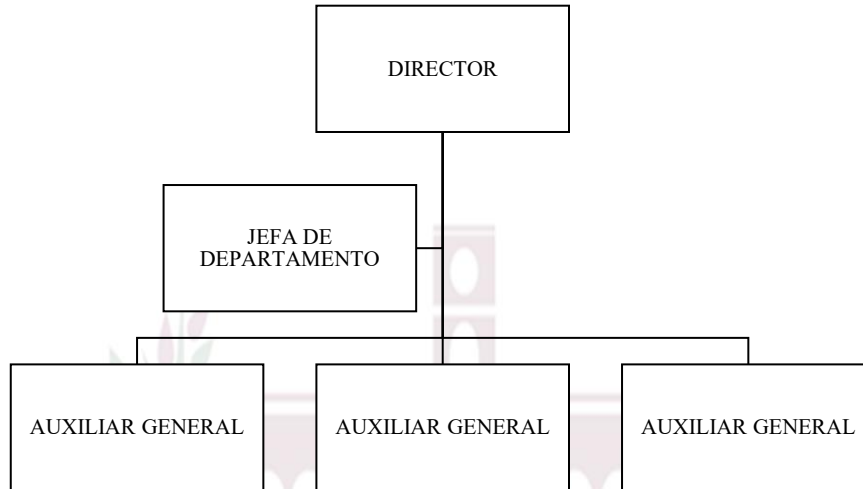 DIRECTOR
JEFA DE
DEPARTAMENTO
AUXILIAR GENERAL
AUXILIAR GENERAL
AUXILIAR GENERAL